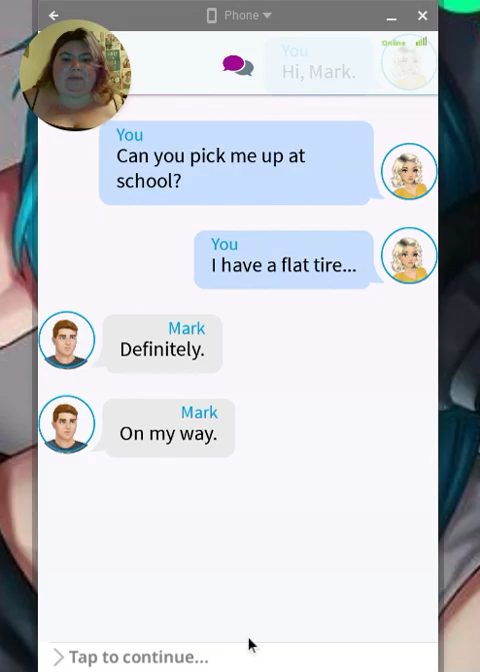 Phone
Online
You
Hi, Mark.
You
Can you pick me up at
school?
You
I have a flat tire...
Mark
Definitely.
Mark
On my way.
Tap to continue...